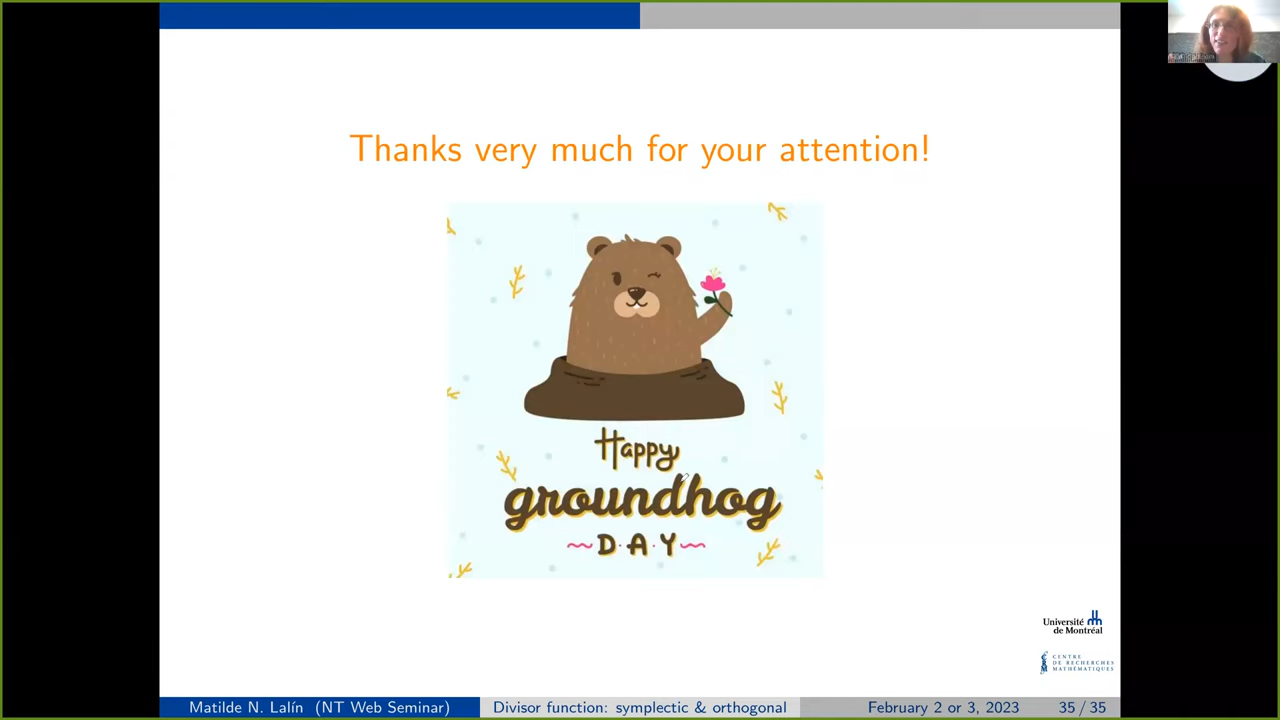 Thanks very much for your attention!
Happy
groundhog
DAY
Université
de Montréal
CENTRE
DE RECHERCHES
MATHÉMATIQUES
Matilde N. Lalín (NT Web Seminar)
Divisor function: symplectic & orthogonal
February 2 or 3, 2023
35 / 35